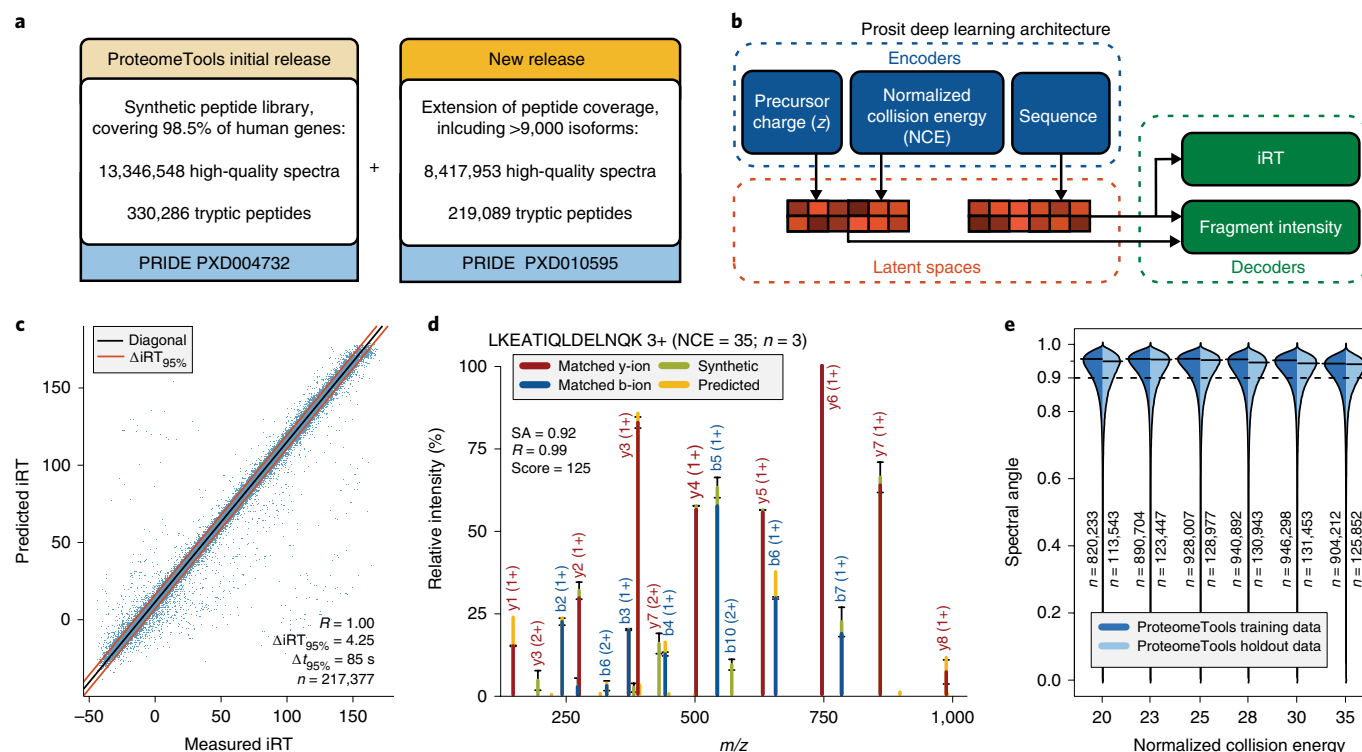 a
ProteomeTools initial release
Synthetic peptide library,
covering 98.5% of human genes:
13,346,548 high-quality spectra
330,286 tryptic peptides
PRIDE PXD004732
+
New release
Extension of peptide coverage,
inlcuding >9,000 isoforms:
8,417,953 high-quality spectra
219,089 tryptic peptides
PRIDE PXD010595
b
Prosit deep learning architecture
Encoders
Precursor
charge (z)
Normalized
collision energy
(NCE)
Sequence
iRT
Fragment intensity
Latent spaces
Decoders
c
Diagonal
ΔiRT95%
150
100
50
0
Predicted iRT
R = 1.00
ΔiRT95% = 4.25
Δt95% = 85 s
n = 217,377
−50
0
50
100
150
Measured iRT
d
LKEATIQLDELNQK 3+ (NCE = 35; n = 3)
Matched y-ion
Synthetic
Matched b-ion
Predicted
SA = 0.92
R = 0.99
Score = 125
100
75
50
25
0
Relative intensity (%)
y1 (1+)
y3 (2+)
b2 (1+)
y2 (1+)
b6 (2+)
b3 (1+)
y3 (1+)
y7 (2+)
b4 (1+)
y4 (1+)
b5 (1+)
b10 (2+)
y5 (1+)
b6 (1+)
y6 (1+)
b7 (1+)
y7 (1+)
y8 (1+)
250
500
750
1,000
m/z
e
1.0
0.9
0.8
0.4
0.2
0.0
Spectral angle
n = 820,233
n = 113,543
n = 890,704
n = 123,447
n = 928,007
n = 128,977
n = 940,892
n = 130,943
n = 946,298
n = 131,453
n = 904,212
n = 125,852
ProteomeTools training data
ProteomeTools holdout data
20
23
25
28
30
35
Normalized collision energy